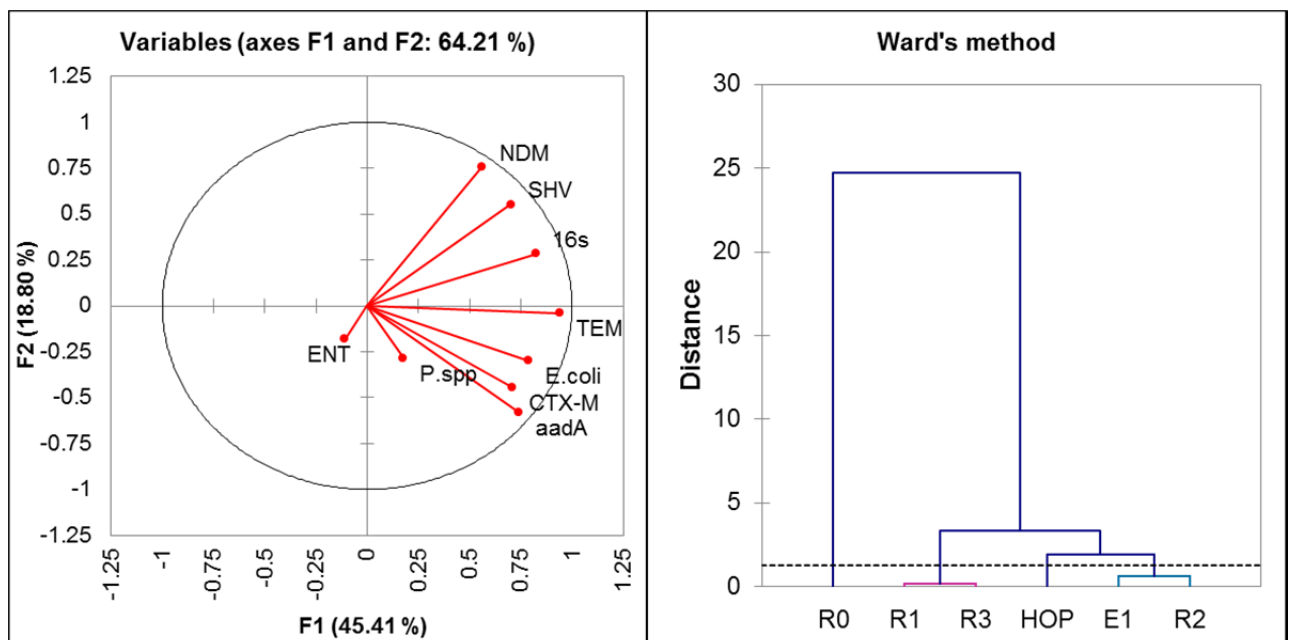 Variables (axes F1 and F2: 64.21 %)
1.25
1
0.75
0.5
0.25
0
-0.25
-0.5
-0.75
-1
-1.25
F2 (18.80 %)
NDM
SHV
16s
TEM
ENT
P.spp
E.coli
CTX-M
aadA
-1.25
-1
-0.75
-0.5
-0.25
0
0.25
0.5
0.75
1
1.25
F1 (45.41 %)
Ward's method
30
25
20
15
10
5
0
Distance
R0 R1 R3 HOP E1 R2